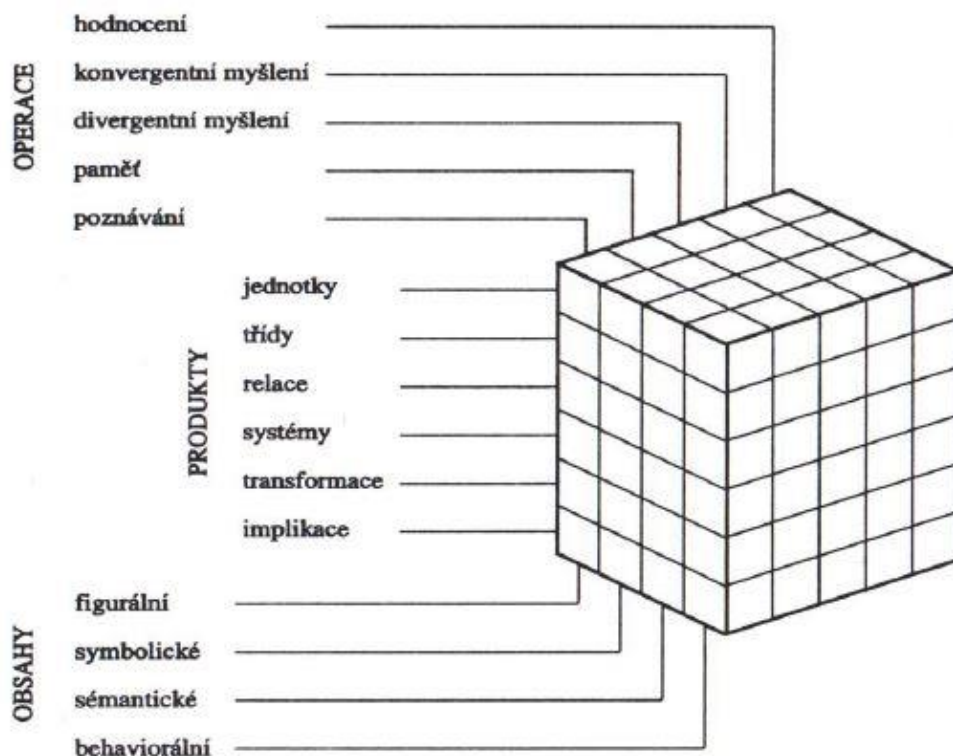 OPERACE
hodnocení
konvergentní myšlení
divergentní myšlení
paměť
poznávání
PRODUKTY
jednotky
třídy
relace
systémy
transformace
implikace
OBSAHY
figurální
symbolické
sémantické
behaviorální